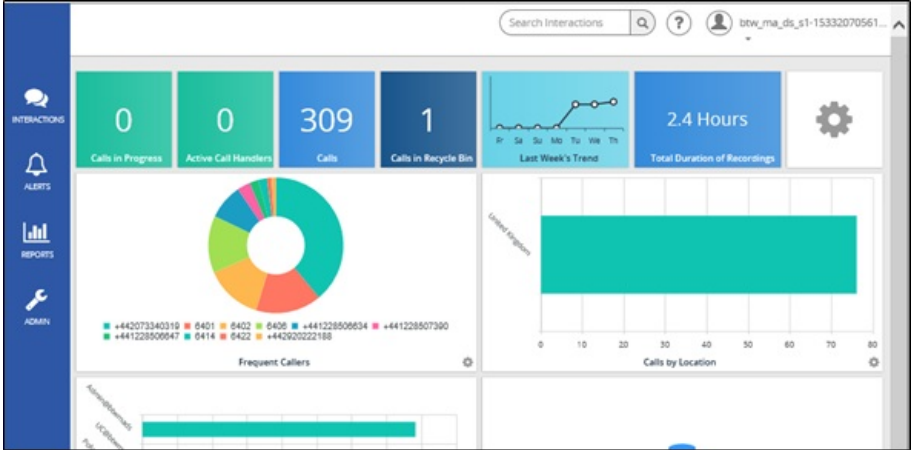 Search Interactions
btw_ma_ds_s1-15332070561...
INTERACTIONS
ALERTS
REPORTS
ADMIN
0
Calls in Progress
0
Active Call Handlers
309
Calls
1
Calls in Recycle Bin
Fr Sa Su Mo Tu We Th
Last Week's Trend
2.4 Hours
Total Duration of Recordings
+442073340319 6401 6402 6406 +441228506634 +441228507390
+441228506647 6414 6422 +442920222188
Frequent Callers
United Kingdom
0 10 20 30 40 50 60 70 80
Calls by Location